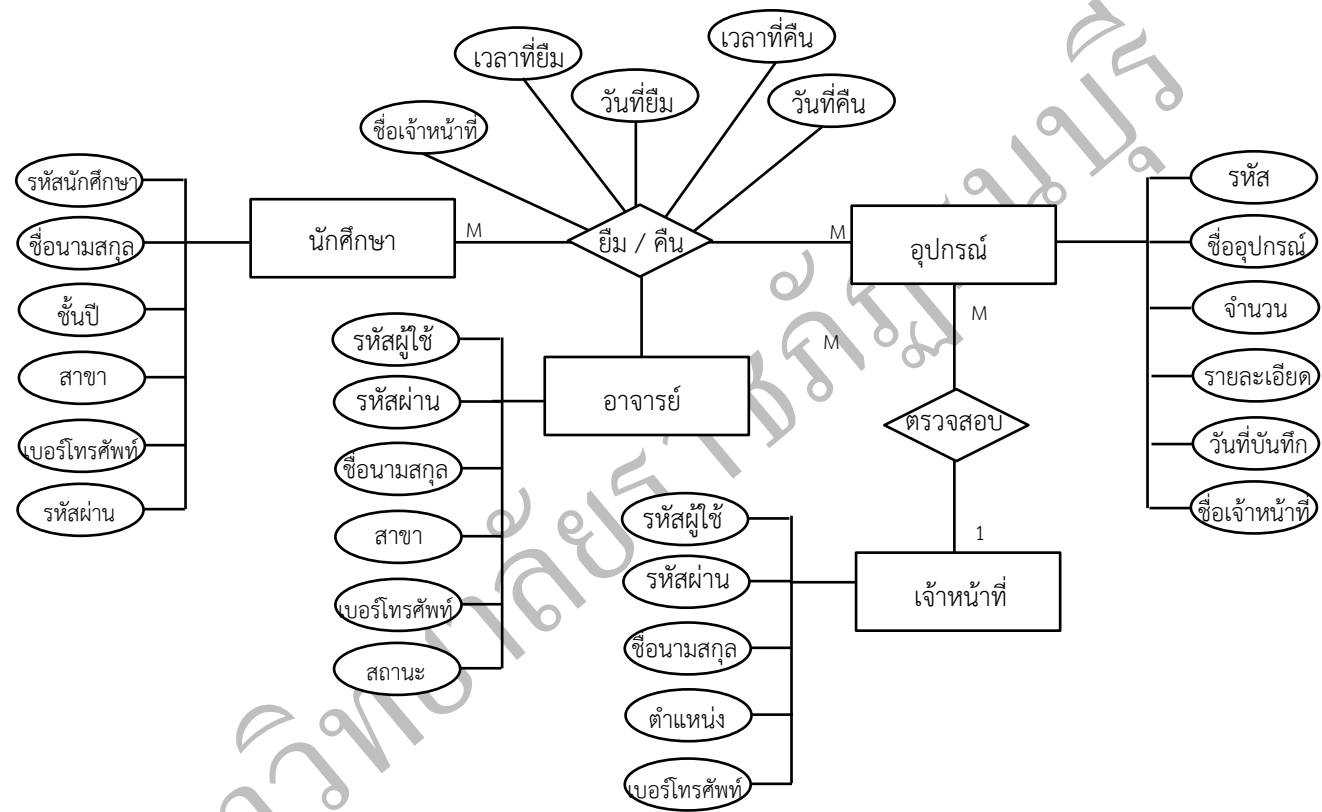 เวลาที่คืน
เวลาที่ยืม
วันที่ยืม
วันที่คืน
ชื่อเจ้าหน้าที่
รหัสนักศึกษา
ชื่อนามสกุล
ชั้นปี
สาขา
เบอร์โทรศัพท์
รหัสผ่าน
นักศึกษา
M
ยืม / คืน
M
อุปกรณ์
รหัส
ชื่ออุปกรณ์
จำนวน
รายละเอียด
วันที่บันทึก
ชื่อเจ้าหน้าที่
M
M
รหัสผู้ใช้
รหัสผ่าน
ชื่อนามสกุล
สาขา
เบอร์โทรศัพท์
สถานะ
อาจารย์
ตรวจสอบ
1
รหัสผู้ใช้
รหัสผ่าน
ชื่อนามสกุล
ตำแหน่ง
เบอร์โทรศัพท์
เจ้าหน้าที่